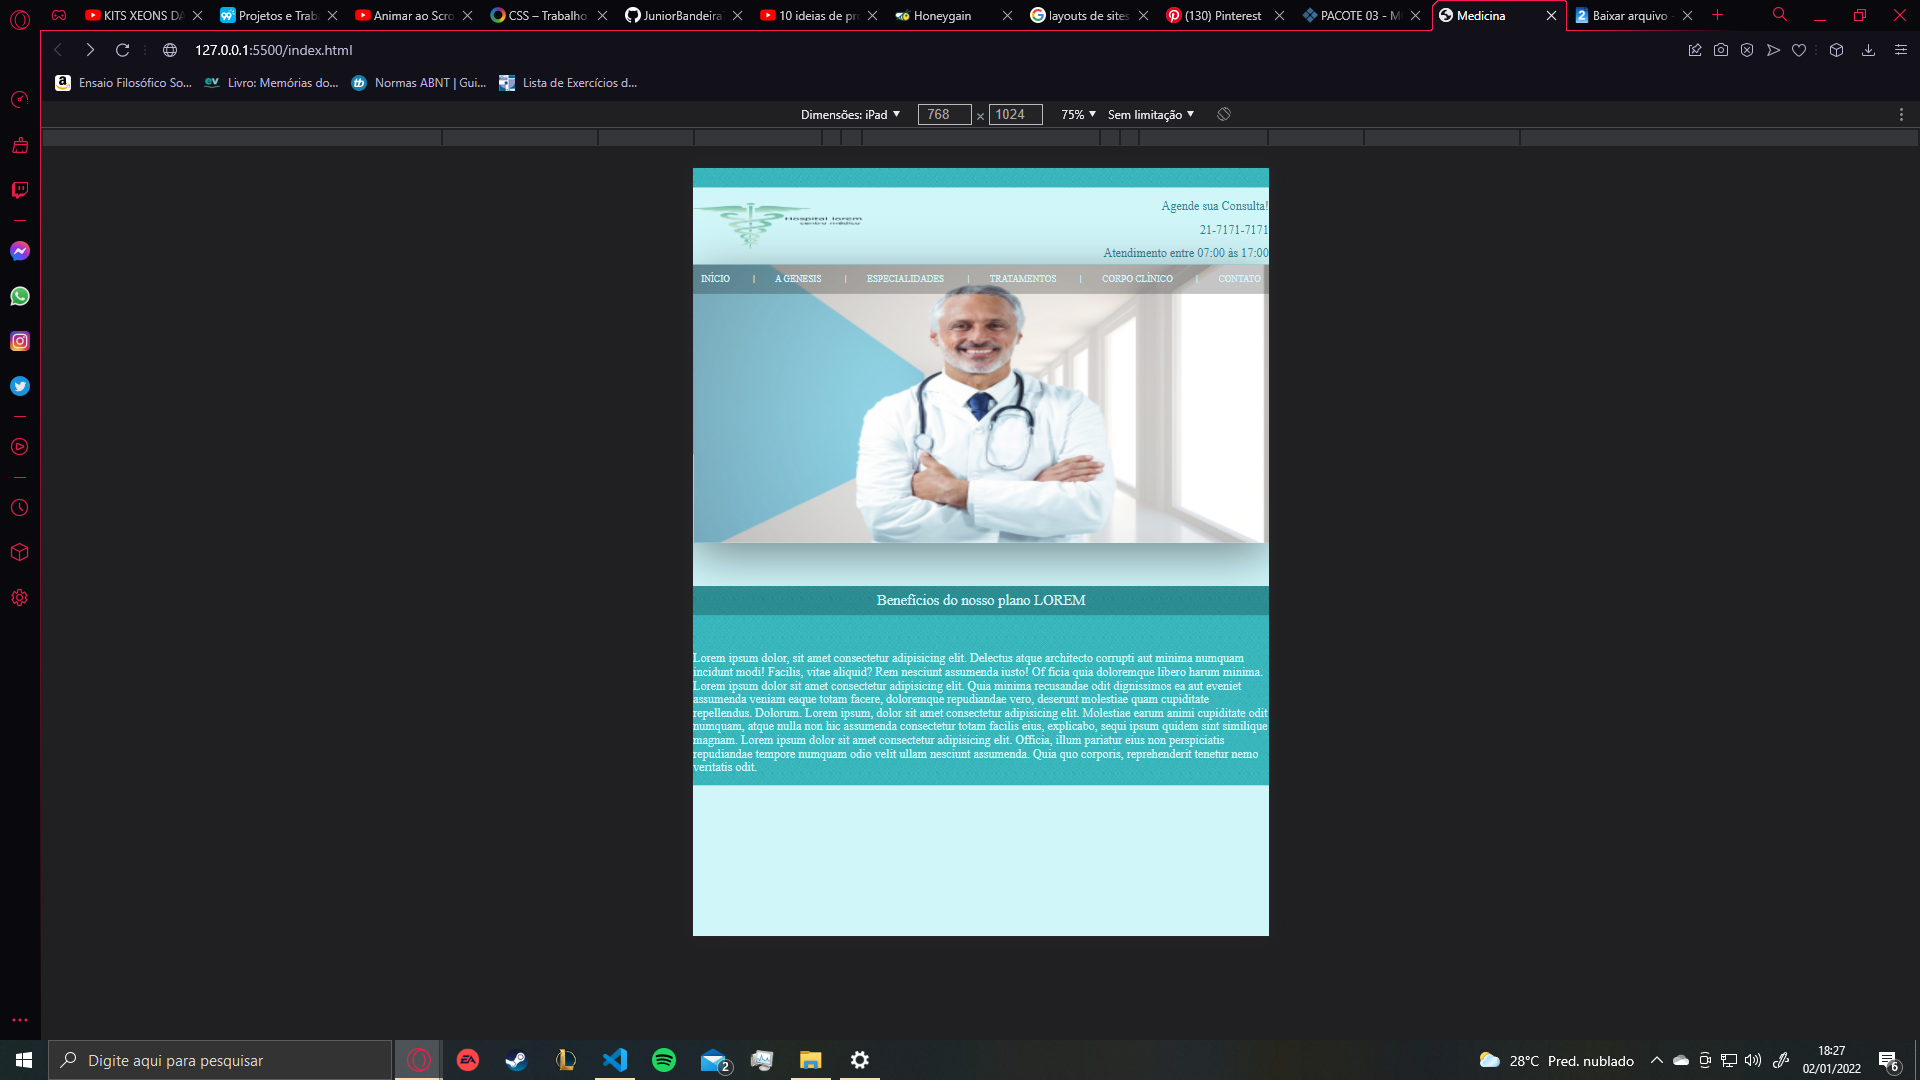 KITS XEONS DA
Projetos e Trab
Animar ao Scro
CSS – Trabalho
JuniorBandeira
10 ideias de pr
Honeygain
layouts de sites
(130) Pinterest
PACOTE 03 - M
Medicina
Baixar arquivo -
127.0.0.1:5500/index.html
Ensaio Filosófico So...
Livro: Memórias do...
Normas ABNT | Gui...
Lista de Exercícios d...
Dimensões: iPad
768
×
1024
75%
Sem limitação
Hospital lorem
centro médico
Agende sua Consulta!
21-7171-7171
Atendimento entre 07:00 às 17:00
INÍCIO | A GENESIS | ESPECIALIDADES | TRATAMENTOS | CORPO CLÍNICO | CONTATO
Benefícios do nosso plano LOREM
Lorem ipsum dolor, sit amet consectetur adipisicing elit. Delectus atque architecto corrupti aut minima numquam
incidunt modi! Facilis, vitae aliquid? Rem nesciunt assumenda iusto! Of ficia quia doloremque libero harum minima.
Lorem ipsum dolor sit amet consectetur adipisicing elit. Quia minima recusandae odit dignissimos ea aut eveniet
assumenda veniam eaque totam facere, doloremque repudiandae vero, deserunt molestiae quam cupiditate
repellendus. Dolorum. Lorem ipsum, dolor sit amet consectetur adipisicing elit. Molestiae earum animi cupiditate odit
numquam, atque nulla non hic assumenda consectetur totam facilis eius, explicabo, sequi ipsum quidem sint similique
magnam. Lorem ipsum dolor sit amet consectetur adipisicing elit. Officia, illum pariatur eius non perspiciatis
repudiandae tempore numquam odio velit ullam nesciunt assumenda. Quia quo corporis, reprehenderit tenetur nemo
veritatis odit.
Digite aqui para pesquisar
EA
2
28°C Pred. nublado
18:27
02/01/2022
6